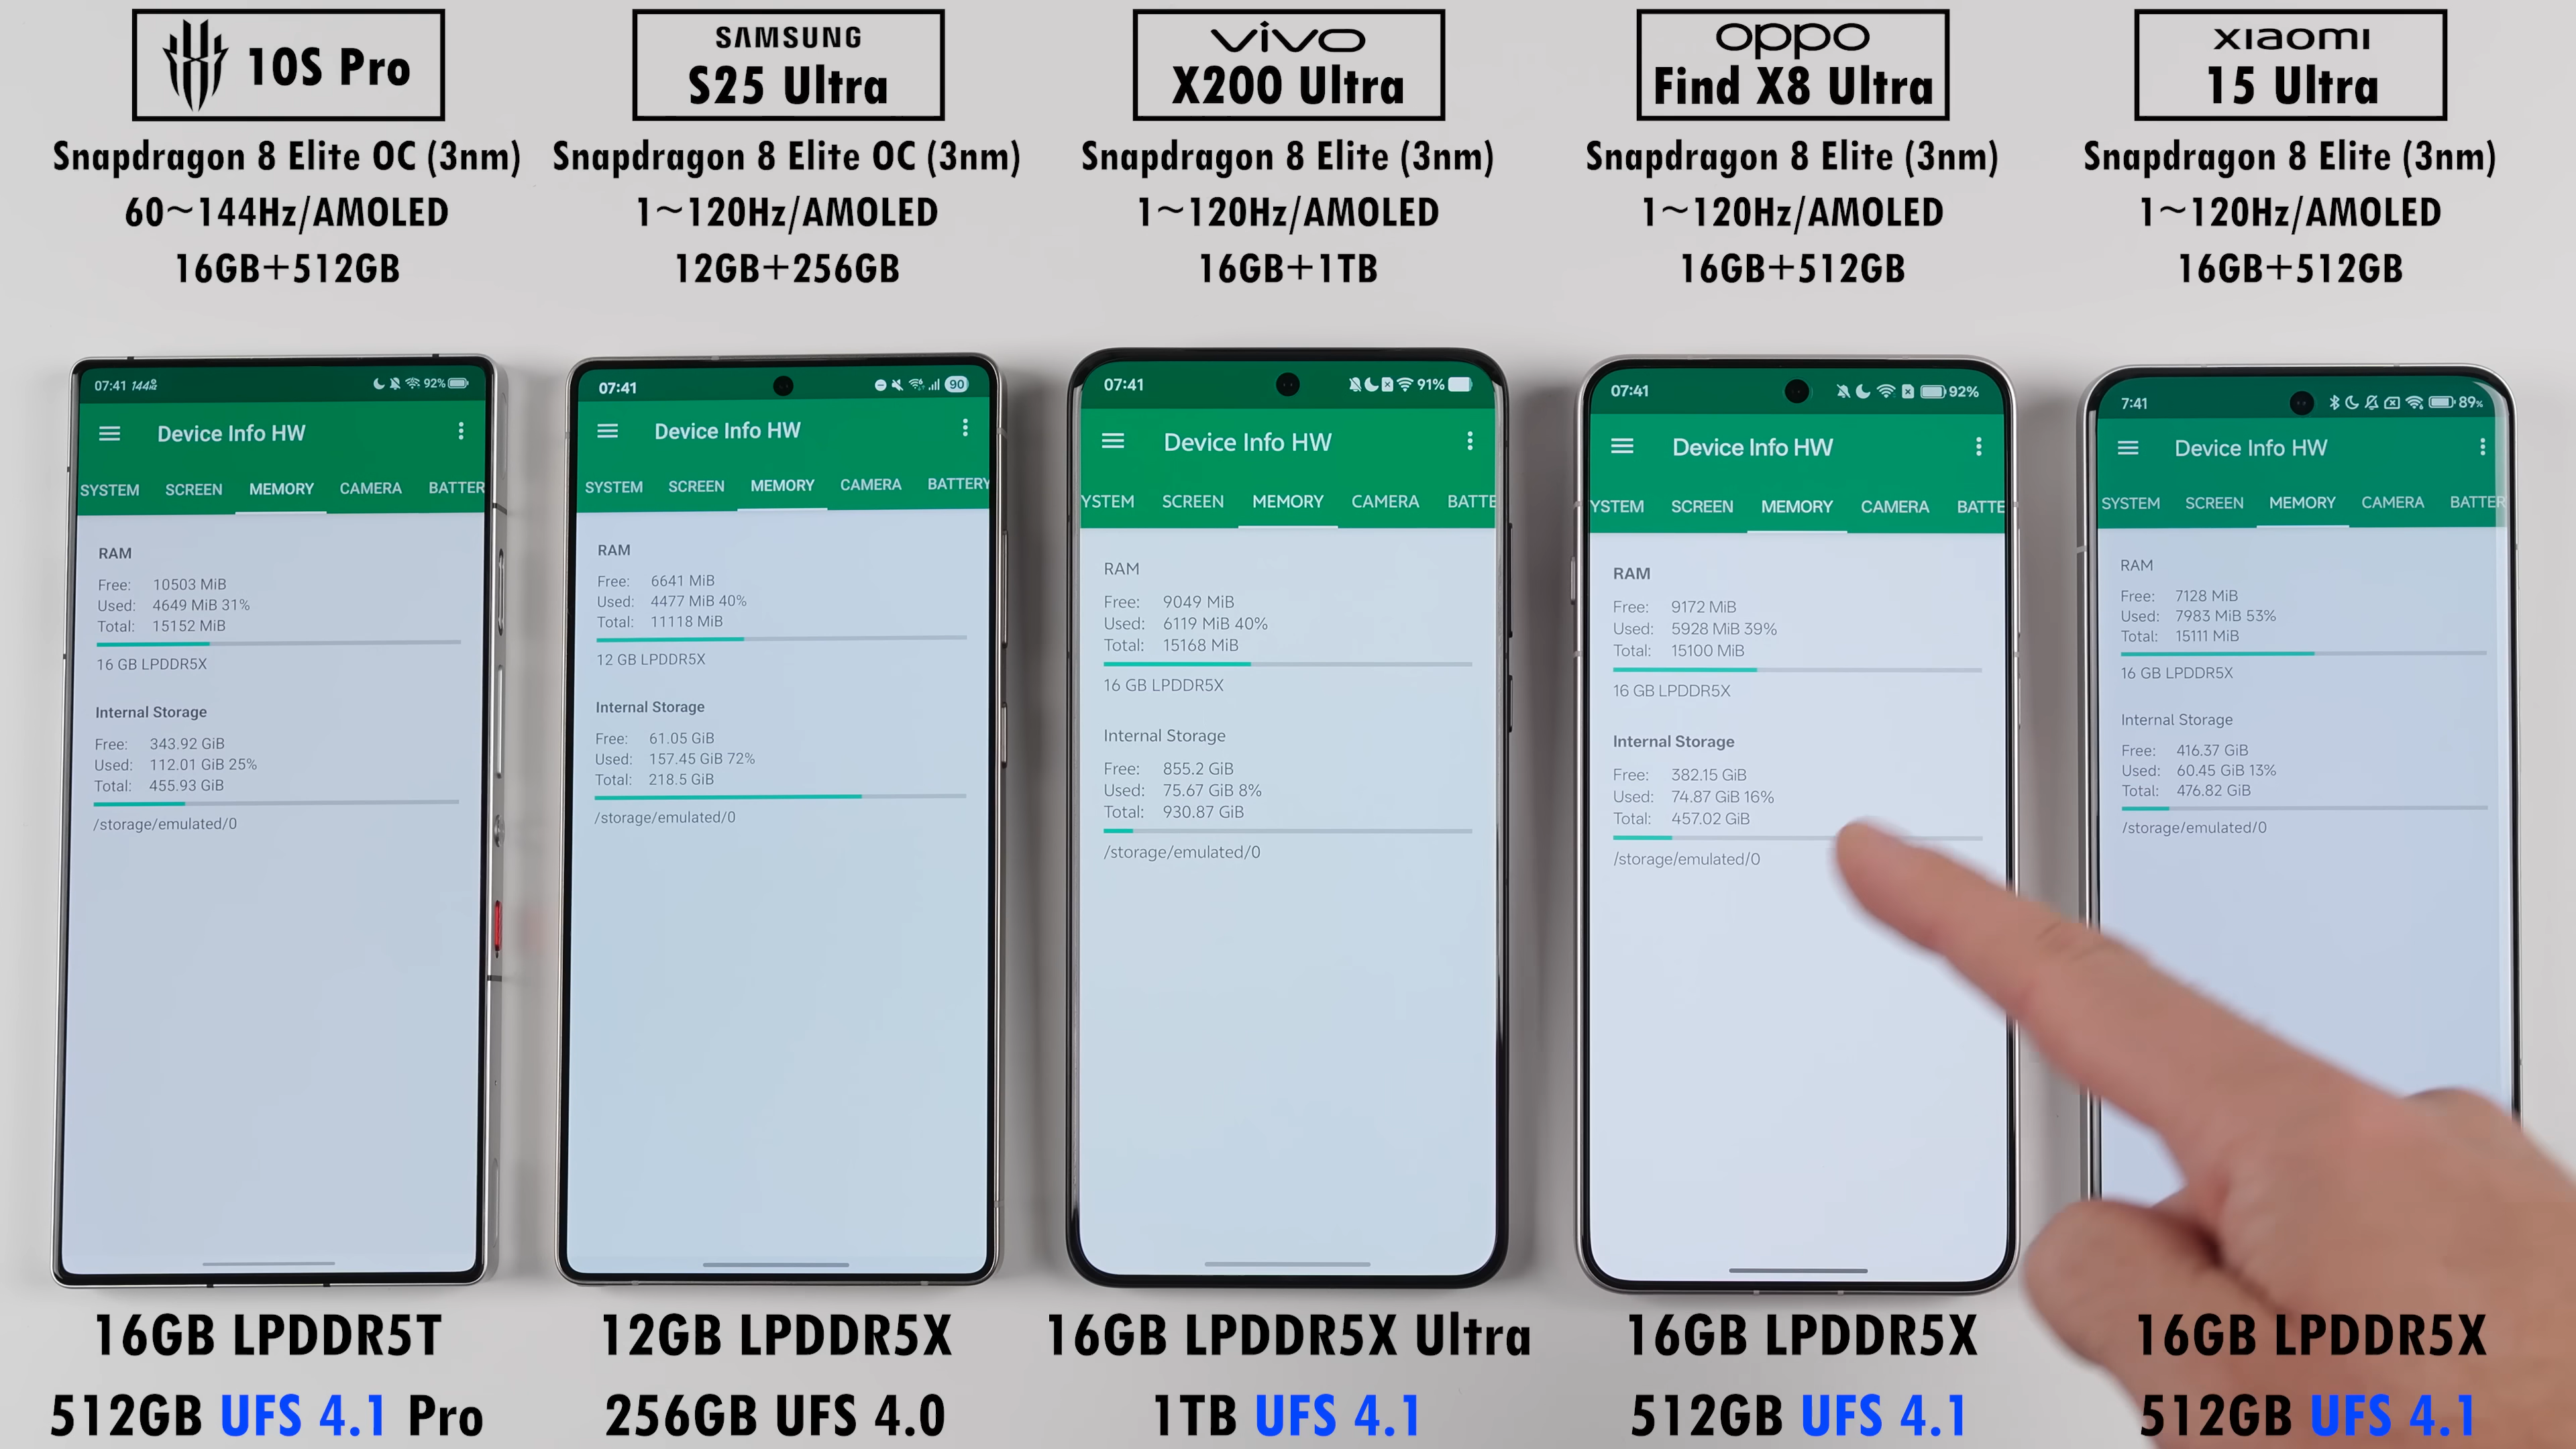 10S Pro
Snapdragon 8 Elite OC (3nm)
60~144Hz/AMOLED
16GB+512GB
SAMSUNG
S25 Ultra
Snapdragon 8 Elite OC (3nm)
1~120Hz/AMOLED
12GB+256GB
vivo
X200 Ultra
Snapdragon 8 Elite (3nm)
1~120Hz/AMOLED
16GB+1TB
oppo
Find X8 Ultra
Snapdragon 8 Elite (3nm)
1~120Hz/AMOLED
16GB+512GB
xiaomi
15 Ultra
Snapdragon 8 Elite (3nm)
1~120Hz/AMOLED
16GB+512GB
07:41 144 92%
Device Info HW
SYSTEM SCREEN MEMORY CAMERA BATTER
RAM
Free: 10503 MiB
Used: 4649 MiB 31%
Total: 15152 MiB
16 GB LPDDR5X
Internal Storage
Free: 343.92 GiB
Used: 112.01 GiB 25%
Total: 455.93 GiB
/storage/emulated/0
07:41 90
Device Info HW
SYSTEM SCREEN MEMORY CAMERA BATTERY
RAM
Free: 6641 MiB
Used: 4477 MiB 40%
Total: 11118 MiB
12 GB LPDDR5X
Internal Storage
Free: 61.05 GiB
Used: 157.45 GiB 72%
Total: 218.5 GiB
/storage/emulated/0
07:41 91%
Device Info HW
YSTEM SCREEN MEMORY CAMERA BATTE
RAM
Free: 9049 MiB
Used: 6119 MiB 40%
Total: 15168 MiB
16 GB LPDDR5X
Internal Storage
Free: 855.2 GiB
Used: 75.67 GiB 8%
Total: 930.87 GiB
/storage/emulated/0
07:41 92%
Device Info HW
YSTEM SCREEN MEMORY CAMERA BATTE
RAM
Free: 9172 MiB
Used: 5928 MiB 39%
Total: 15100 MiB
16 GB LPDDR5X
Internal Storage
Free: 382.15 GiB
Used: 74.87 GiB 16%
Total: 457.02 GiB
/storage/emulated/0
7:41 89%
Device Info HW
SYSTEM SCREEN MEMORY CAMERA BATTER
RAM
Free: 7128 MiB
Used: 7983 MiB 53%
Total: 15111 MiB
16 GB LPDDR5X
Internal Storage
Free: 416.37 GiB
Used: 60.45 GiB 13%
Total: 476.82 GiB
/storage/emulated/0
16GB LPDDR5T
512GB UFS 4.1 Pro
12GB LPDDR5X
256GB UFS 4.0
16GB LPDDR5X Ultra
1TB UFS 4.1
16GB LPDDR5X
512GB UFS 4.1
16GB LPDDR5X
512GB UFS 4.1